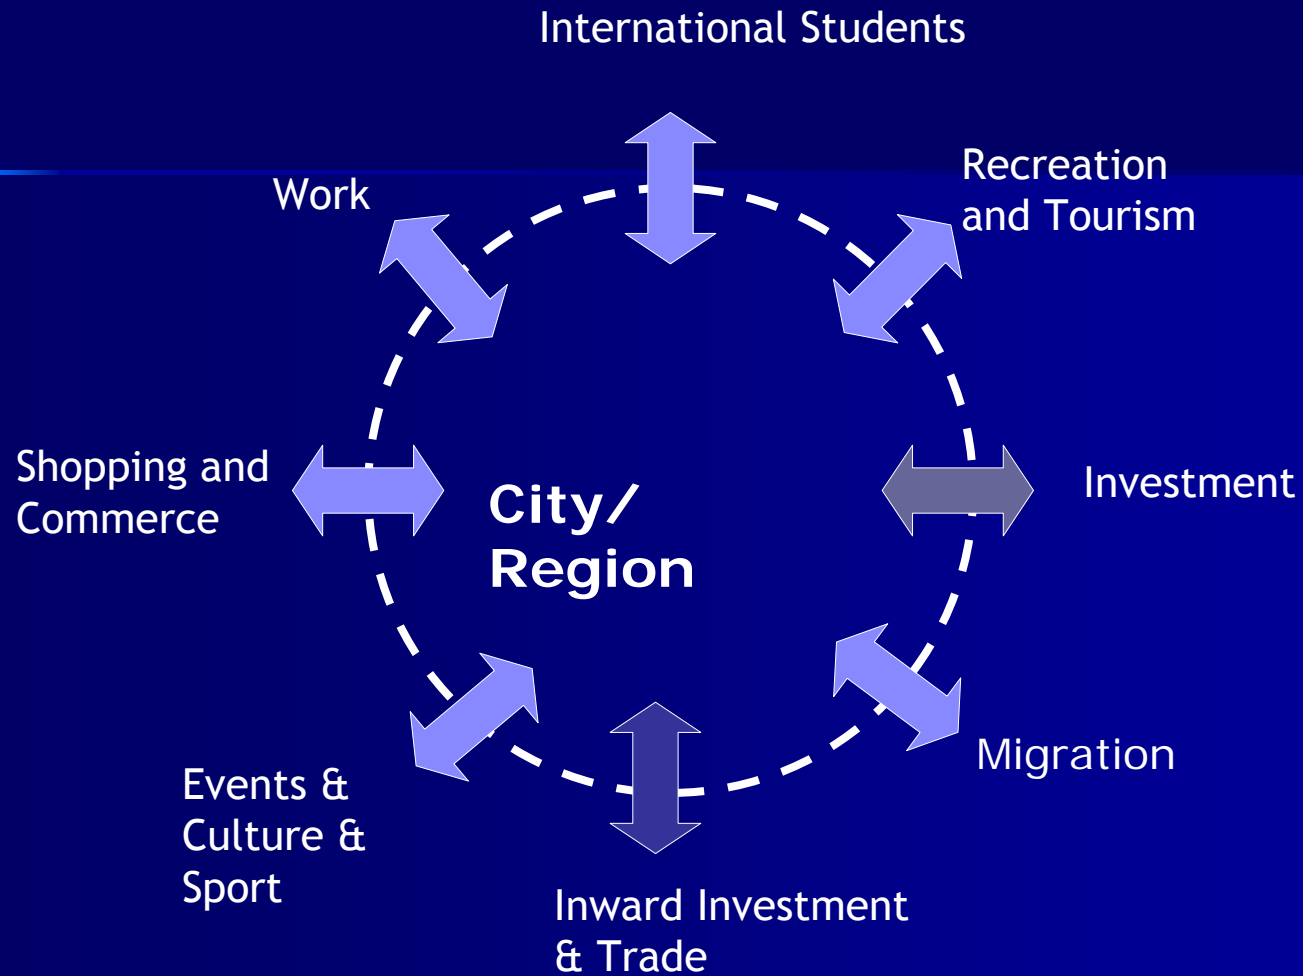 International Students
Work
Recreation
and Tourism
Shopping and
Commerce
City/
Region
Investment
Migration
Events &
Culture &
Sport
Inward Investment
& Trade